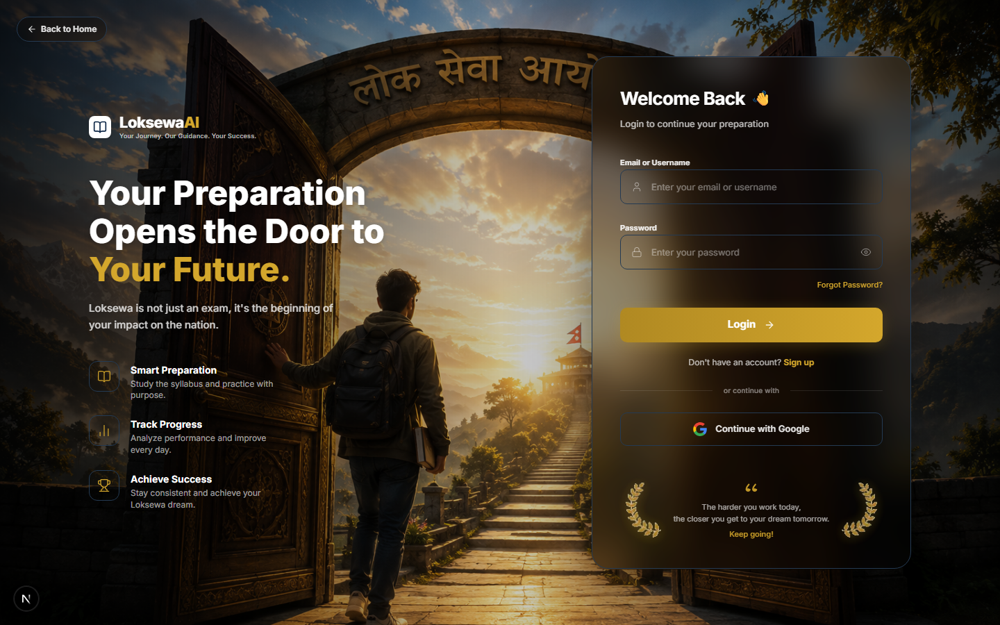 Back to Home
लोक सेवा
LoksewaAI
Your Journey. Our Guidance. Your Success.
Your Preparation
Opens the Door to
Your Future.
Loksewa is not just an exam, it's the beginning of
your impact on the nation.
Smart Preparation
Study the syllabus and practice with
purpose.
Track Progress
Analyze performance and improve
every day.
Achieve Success
Stay consistent and achieve your
Loksewa dream.
N
Welcome Back 👋
Login to continue your preparation
Email or Username
Enter your email or username
Password
Enter your password
Forgot Password?
Login
Don't have an account? Sign up
or continue with
Continue with Google
“
The harder you work today,
the closer you get to your dream tomorrow.
Keep going!